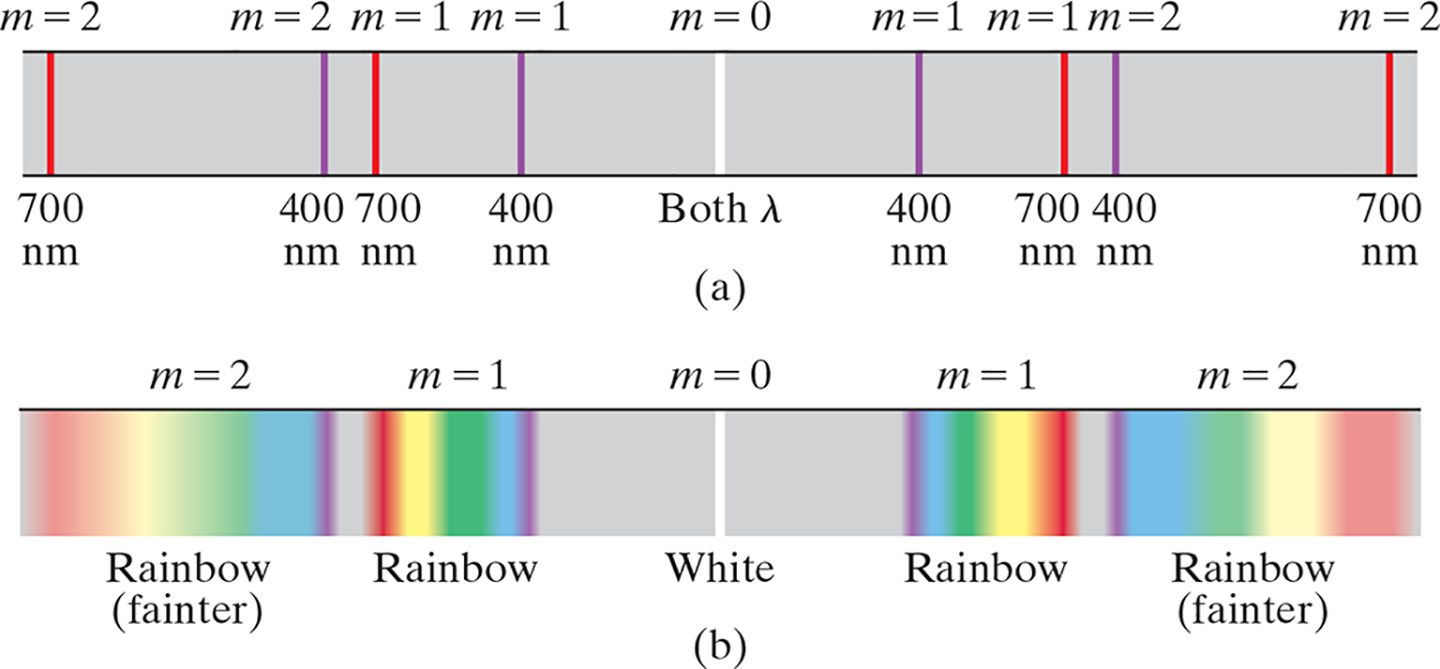 m = 2 m = 2 m = 1 m = 1 m = 0 m = 1 m = 1 m = 2 m = 2
700 400 700 400 Both λ 400 700 400 700
nm nm nm nm nm nm nm nm
(a)
m = 2 m = 1 m = 0 m = 1 m = 2
Rainbow Rainbow White Rainbow Rainbow
(fainter) (fainter)
(b)